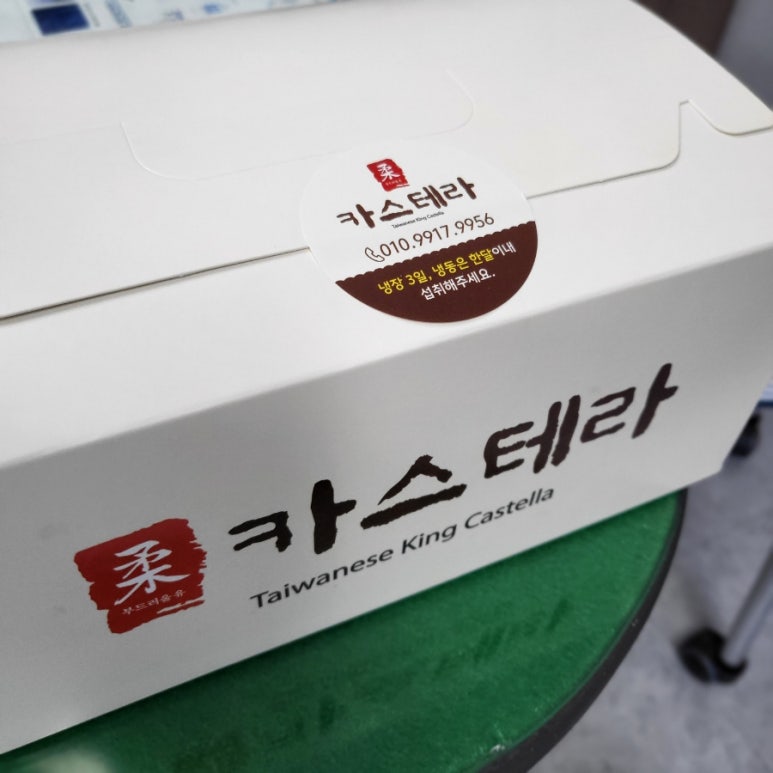 柔
카스테라
Taiwanese King Castella
010.9917.9956
냉장 3일, 냉동은 한달이내
섭취해주세요.
柔
부드러울 유
카스테라
Taiwanese King Castella